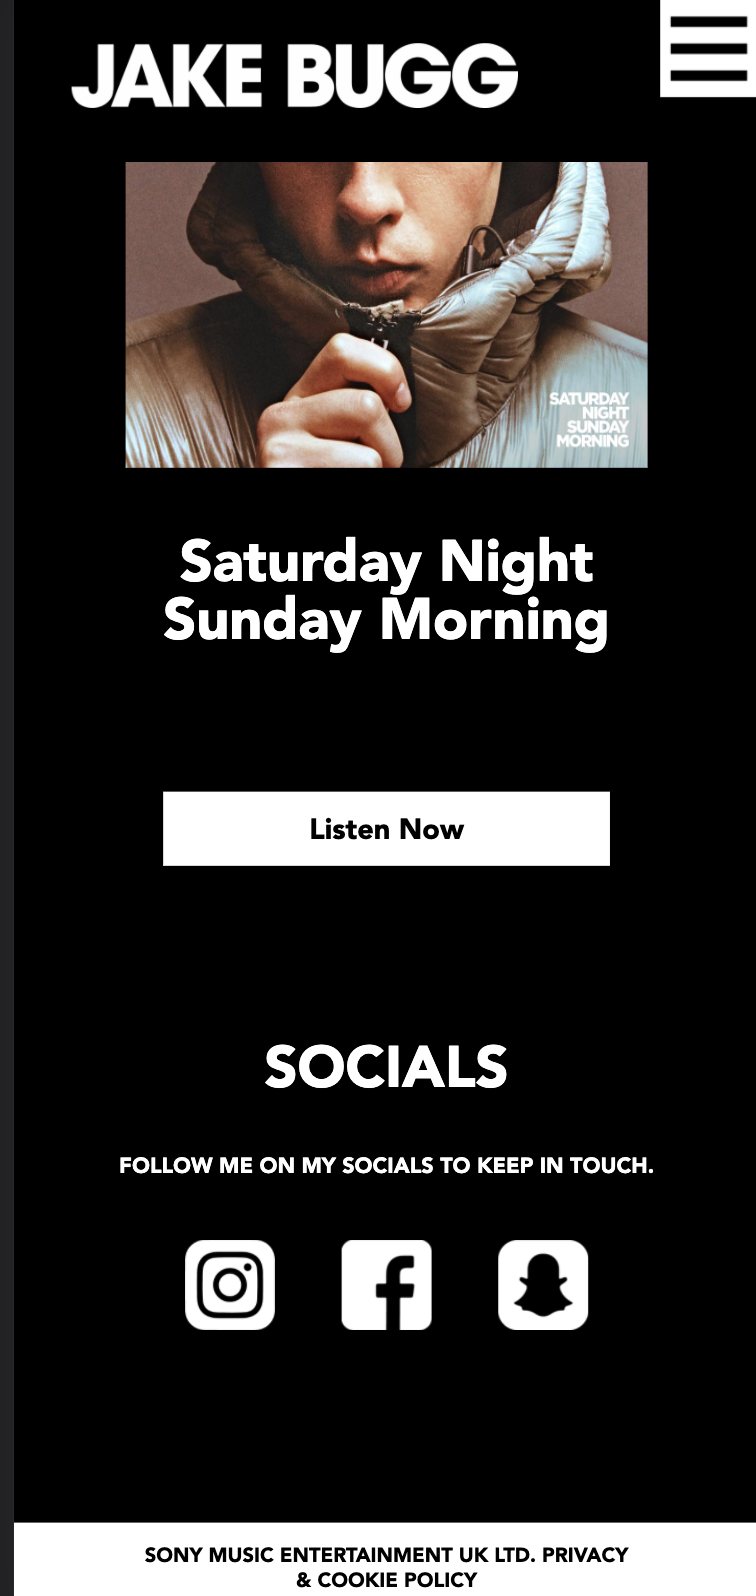 JAKE BUGG
SATURDAY
NIGHT
SUNDAY
MORNING
Saturday Night
Sunday Morning
Listen Now
SOCIALS
FOLLOW ME ON MY SOCIALS TO KEEP IN TOUCH.
SONY MUSIC ENTERTAINMENT UK LTD. PRIVACY
& COOKIE POLICY